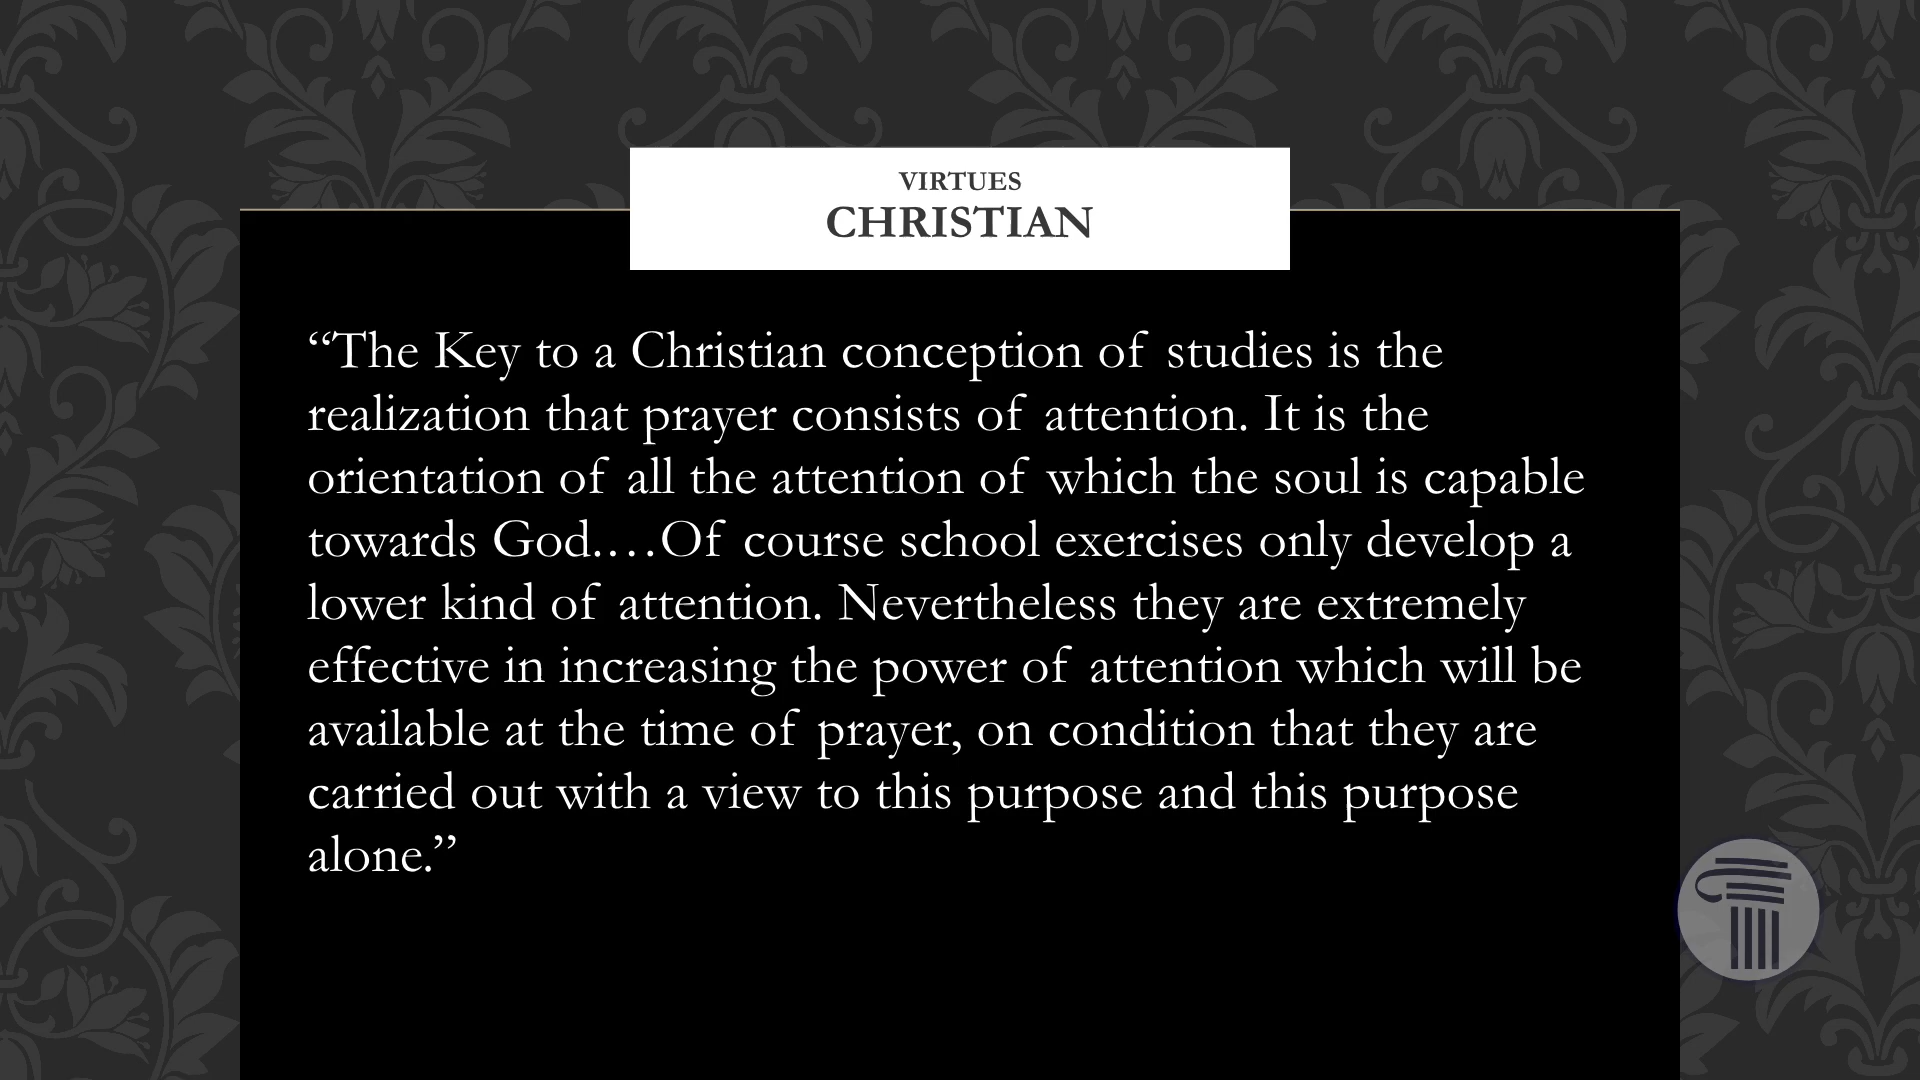 VIRTUES
CHRISTIAN
“The Key to a Christian conception of studies is the
realization that prayer consists of attention. It is the
orientation of all the attention of which the soul is capable
towards God.…Of course school exercises only develop a
lower kind of attention. Nevertheless they are extremely
effective in increasing the power of attention which will be
available at the time of prayer, on condition that they are
carried out with a view to this purpose and this purpose
alone.”